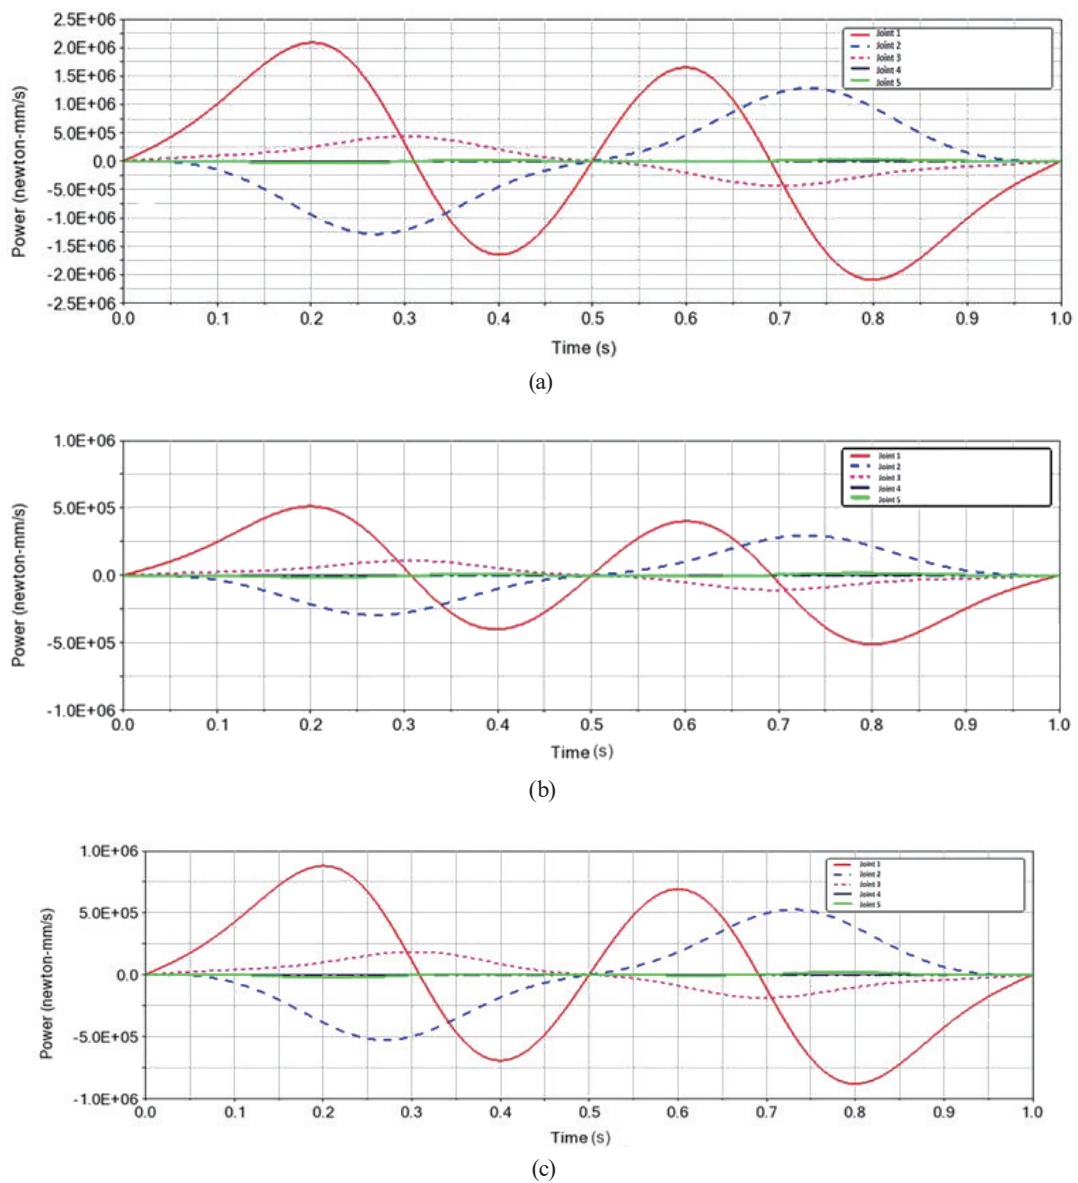 2.5E+06
2.0E+06
1.5E+06
1.0E+06
5.0E+05
0.0
-5.0E+05
-1.0E+06
-1.5E+06
-2.0E+06
-2.5E+06
Power (newton-mm/s)
Joint 1
Joint 2
Joint 3
Joint 4
Joint 5
0.0 0.1 0.2 0.3 0.4 0.5 0.6 0.7 0.8 0.9 1.0
Time (s)
(a)
1.0E+06
5.0E+05
0.0
-5.0E+05
-1.0E+06
Power (newton-mm/s)
Joint 1
Joint 2
Joint 3
Joint 4
Joint 5
0.0 0.1 0.2 0.3 0.4 0.5 0.6 0.7 0.8 0.9 1.0
Time (s)
(b)
1.0E+06
5.0E+05
0.0
-5.0E+05
-1.0E+06
Power (newton-mm/s)
Joint 1
Joint 2
Joint 3
Joint 4
Joint 5
0.0 0.1 0.2 0.3 0.4 0.5 0.6 0.7 0.8 0.9 1.0
Time (s)
(c)